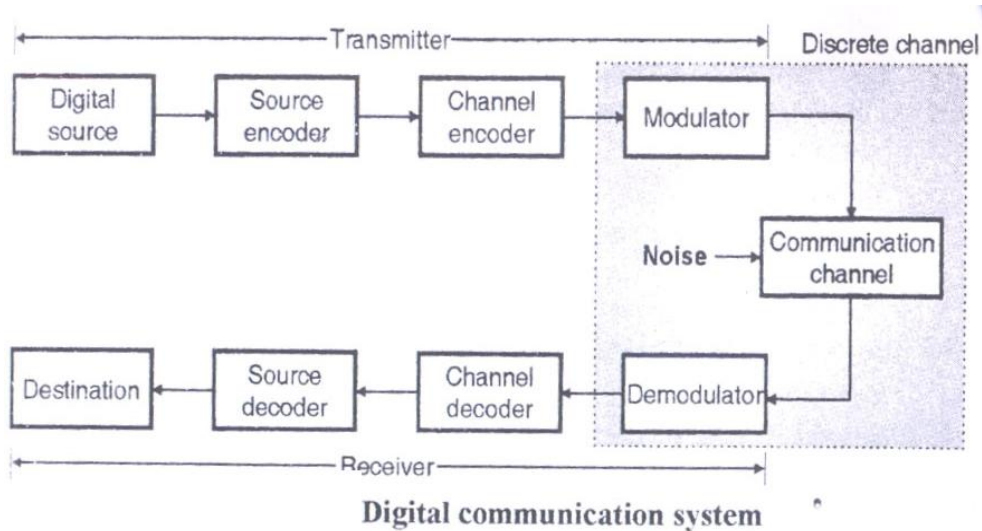 Transmitter
Discrete channel
Digital
source
Source
encoder
Channel
encoder
Modulator
Noise
Communication
channel
Destination
Source
decoder
Channel
decoder
Demodulator
Receiver
Digital communication system